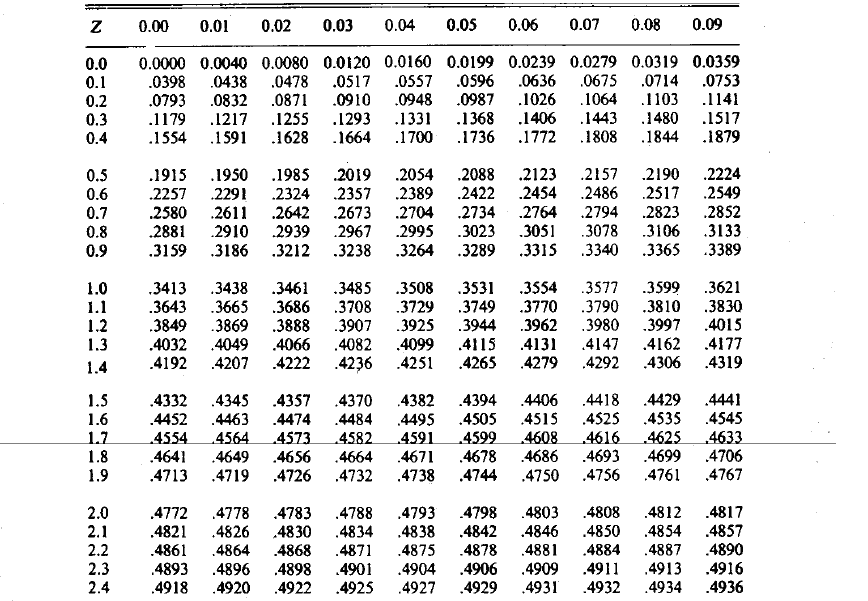 Z 0.00 0.01 0.02 0.03 0.04 0.05 0.06 0.07 0.08 0.09
0.0 0.0000 0.0040 0.0080 0.0120 0.0160 0.0199 0.0239 0.0279 0.0319 0.0359
0.1 .0398 .0438 .0478 .0517 .0557 .0596 .0636 .0675 .0714 .0753
0.2 .0793 .0832 .0871 .0910 .0948 .0987 .1026 .1064 .1103 .1141
0.3 .1179 .1217 .1255 .1293 .1331 .1368 .1406 .1443 .1480 .1517
0.4 .1554 .1591 .1628 .1664 .1700 .1736 .1772 .1808 .1844 .1879
0.5 .1915 .1950 .1985 .2019 .2054 .2088 .2123 .2157 .2190 .2224
0.6 .2257 .2291 .2324 .2357 .2389 .2422 .2454 .2486 .2517 .2549
0.7 .2580 .2611 .2642 .2673 .2704 .2734 .2764 .2794 .2823 .2852
0.8 .2881 .2910 .2939 .2967 .2995 .3023 .3051 .3078 .3106 .3133
0.9 .3159 .3186 .3212 .3238 .3264 .3289 .3315 .3340 .3365 .3389
1.0 .3413 .3438 .3461 .3485 .3508 .3531 .3554 .3577 .3599 .3621
1.1 .3643 .3665 .3686 .3708 .3729 .3749 .3770 .3790 .3810 .3830
1.2 .3849 .3869 .3888 .3907 .3925 .3944 .3962 .3980 .3997 .4015
1.3 .4032 .4049 .4066 .4082 .4099 .4115 .4131 .4147 .4162 .4177
1.4 .4192 .4207 .4222 .4236 .4251 .4265 .4279 .4292 .4306 .4319
1.5 .4332 .4345 .4357 .4370 .4382 .4394 .4406 .4418 .4429 .4441
1.6 .4452 .4463 .4474 .4484 .4495 .4505 .4515 .4525 .4535 .4545
1.7 .4554 .4564 .4573 .4582 .4591 .4599 .4608 .4616 .4625 .4633
1.8 .4641 .4649 .4656 .4664 .4671 .4678 .4686 .4693 .4699 .4706
1.9 .4713 .4719 .4726 .4732 .4738 .4744 .4750 .4756 .4761 .4767
2.0 .4772 .4778 .4783 .4788 .4793 .4798 .4803 .4808 .4812 .4817
2.1 .4821 .4826 .4830 .4834 .4838 .4842 .4846 .4850 .4854 .4857
2.2 .4861 .4864 .4868 .4871 .4875 .4878 .4881 .4884 .4887 .4890
2.3 .4893 .4896 .4898 .4901 .4904 .4906 .4909 .4911 .4913 .4916
2.4 .4918 .4920 .4922 .4925 .4927 .4929 .4931 .4932 .4934 .4936